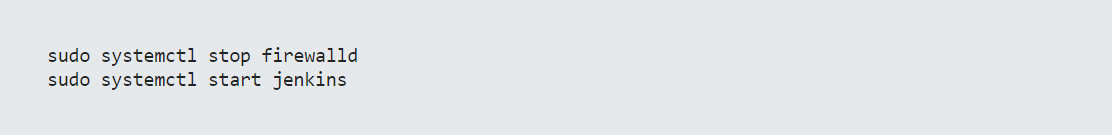 sudo systemctl stop firewalld
sudo systemctl start jenkins